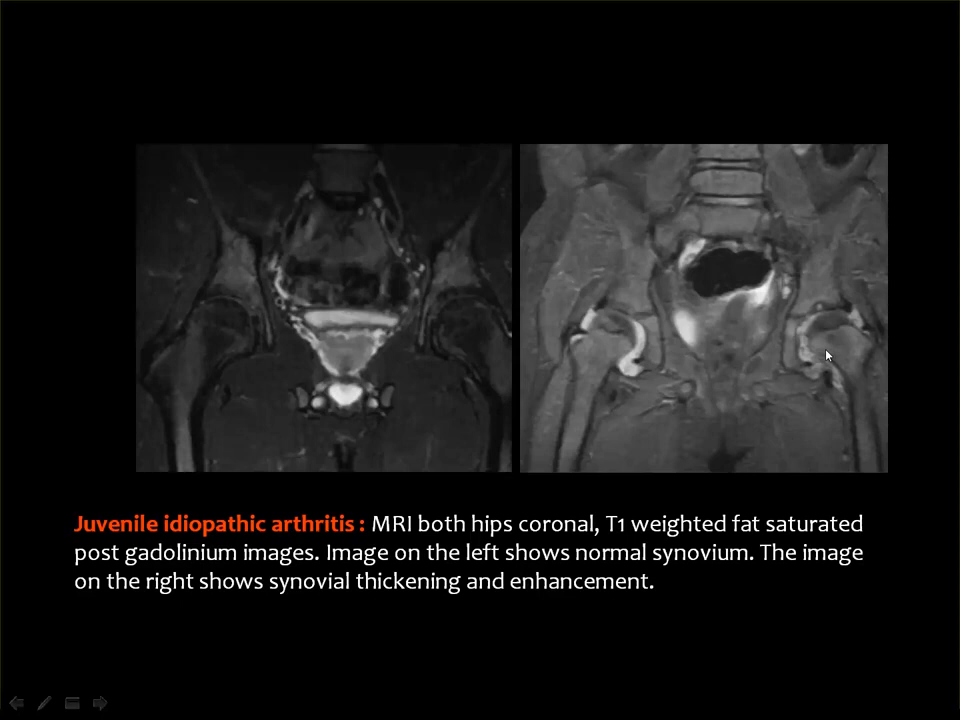 Juvenile idiopathic arthritis : MRI both hips coronal, T1 weighted fat saturated
post gadolinium images. Image on the left shows normal synovium. The image
on the right shows synovial thickening and enhancement.